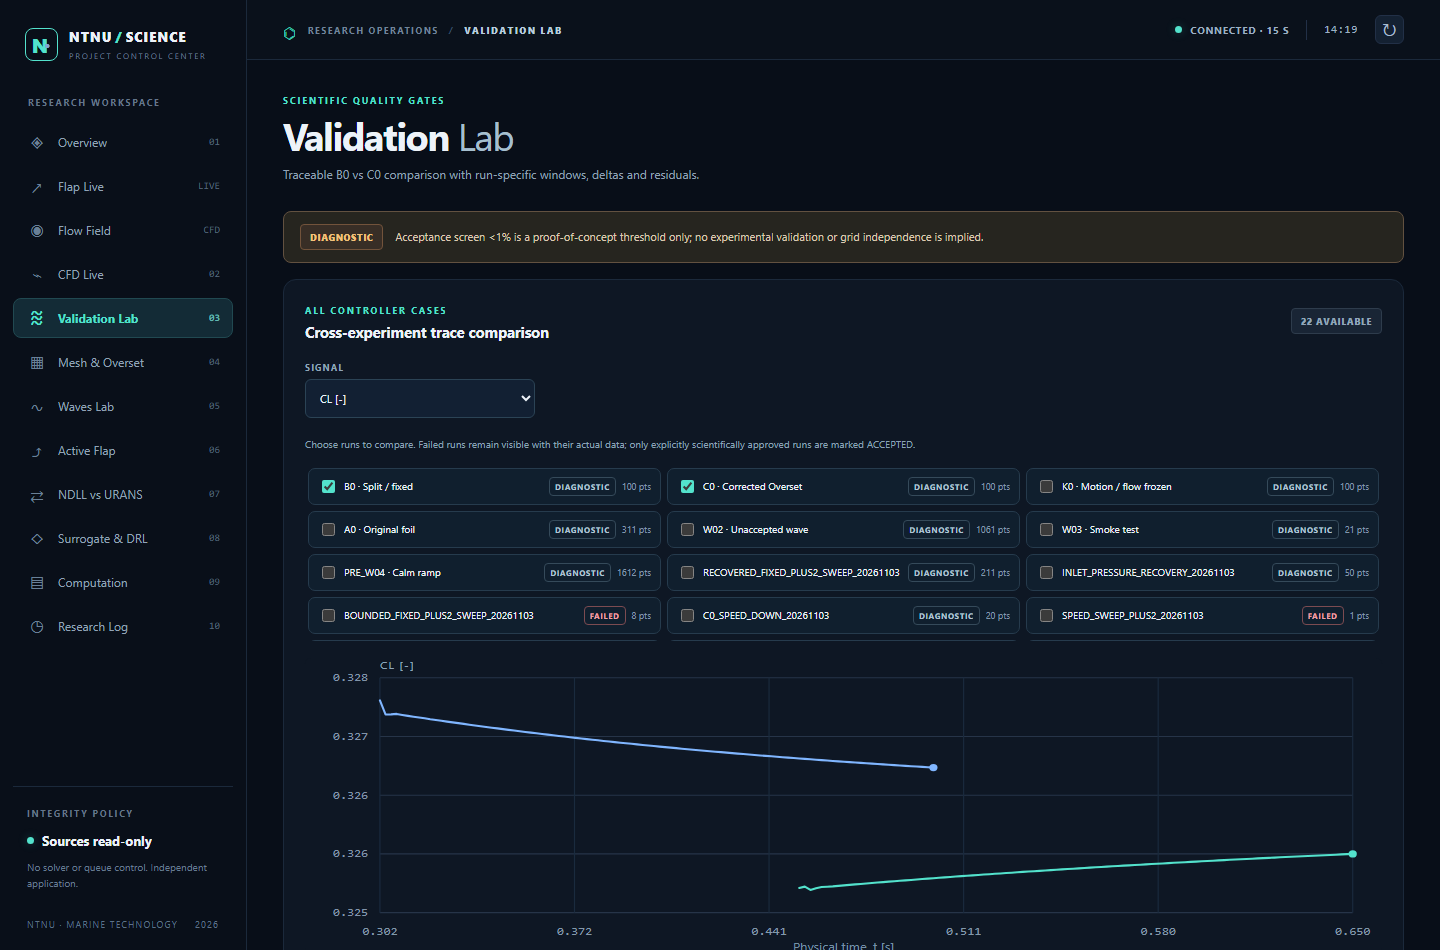 NTNU / SCIENCE
PROJECT CONTROL CENTER
RESEARCH WORKSPACE
Overview 01
Flap Live LIVE
Flow Field CFD
CFD Live 02
Validation Lab 03
Mesh & Overset 04
Waves Lab 05
Active Flap 06
NDLL vs URANS 07
Surrogate & DRL 08
Computation 09
Research Log 10
INTEGRITY POLICY
Sources read-only
No solver or queue control. Independent
application.
NTNU · MARINE TECHNOLOGY 2026
RESEARCH OPERATIONS / VALIDATION LAB
CONNECTED · 15 S 14:19
SCIENTIFIC QUALITY GATES
Validation Lab
Traceable B0 vs C0 comparison with run-specific windows, deltas and residuals.
DIAGNOSTIC Acceptance screen <1% is a proof-of-concept threshold only; no experimental validation or grid independence is implied.
ALL CONTROLLER CASES
Cross-experiment trace comparison
22 AVAILABLE
SIGNAL
CL [-]
Choose runs to compare. Failed runs remain visible with their actual data; only explicitly scientifically approved runs are marked ACCEPTED.
B0 · Split / fixed DIAGNOSTIC 100 pts
C0 · Corrected Overset DIAGNOSTIC 100 pts
K0 · Motion / flow frozen DIAGNOSTIC 100 pts
A0 · Original foil DIAGNOSTIC 311 pts
W02 · Unaccepted wave DIAGNOSTIC 1061 pts
W03 · Smoke test DIAGNOSTIC 21 pts
PRE_W04 · Calm ramp DIAGNOSTIC 1612 pts
RECOVERED_FIXED_PLUS2_SWEEP_20261103 DIAGNOSTIC 211 pts
INLET_PRESSURE_RECOVERY_20261103 DIAGNOSTIC 50 pts
BOUNDED_FIXED_PLUS2_SWEEP_20261103 FAILED 8 pts
C0_SPEED_DOWN_20261103 DIAGNOSTIC 20 pts
SPEED_SWEEP_PLUS2_20261103 FAILED 1 pts
CL [-]
0.328
0.327
0.326
0.326
0.325
0.302 0.372 0.441 0.511 0.580 0.650
Physical time, t [s]